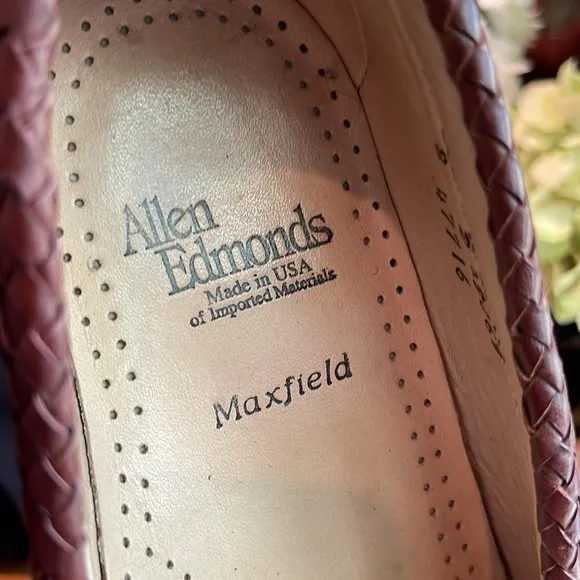 Allen
Edmonds
Made in USA
of Imported Materials
Maxfield